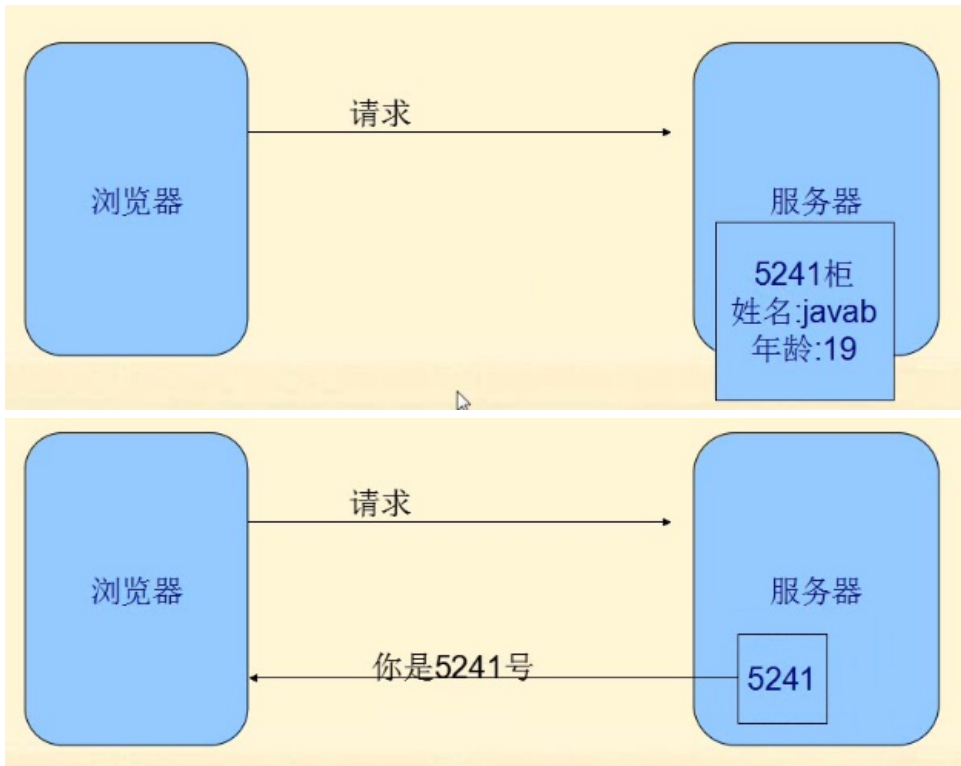 请求
浏览器
服务器
5241柜
姓名:javab
年龄:19
请求
浏览器
服务器
你是5241号
5241